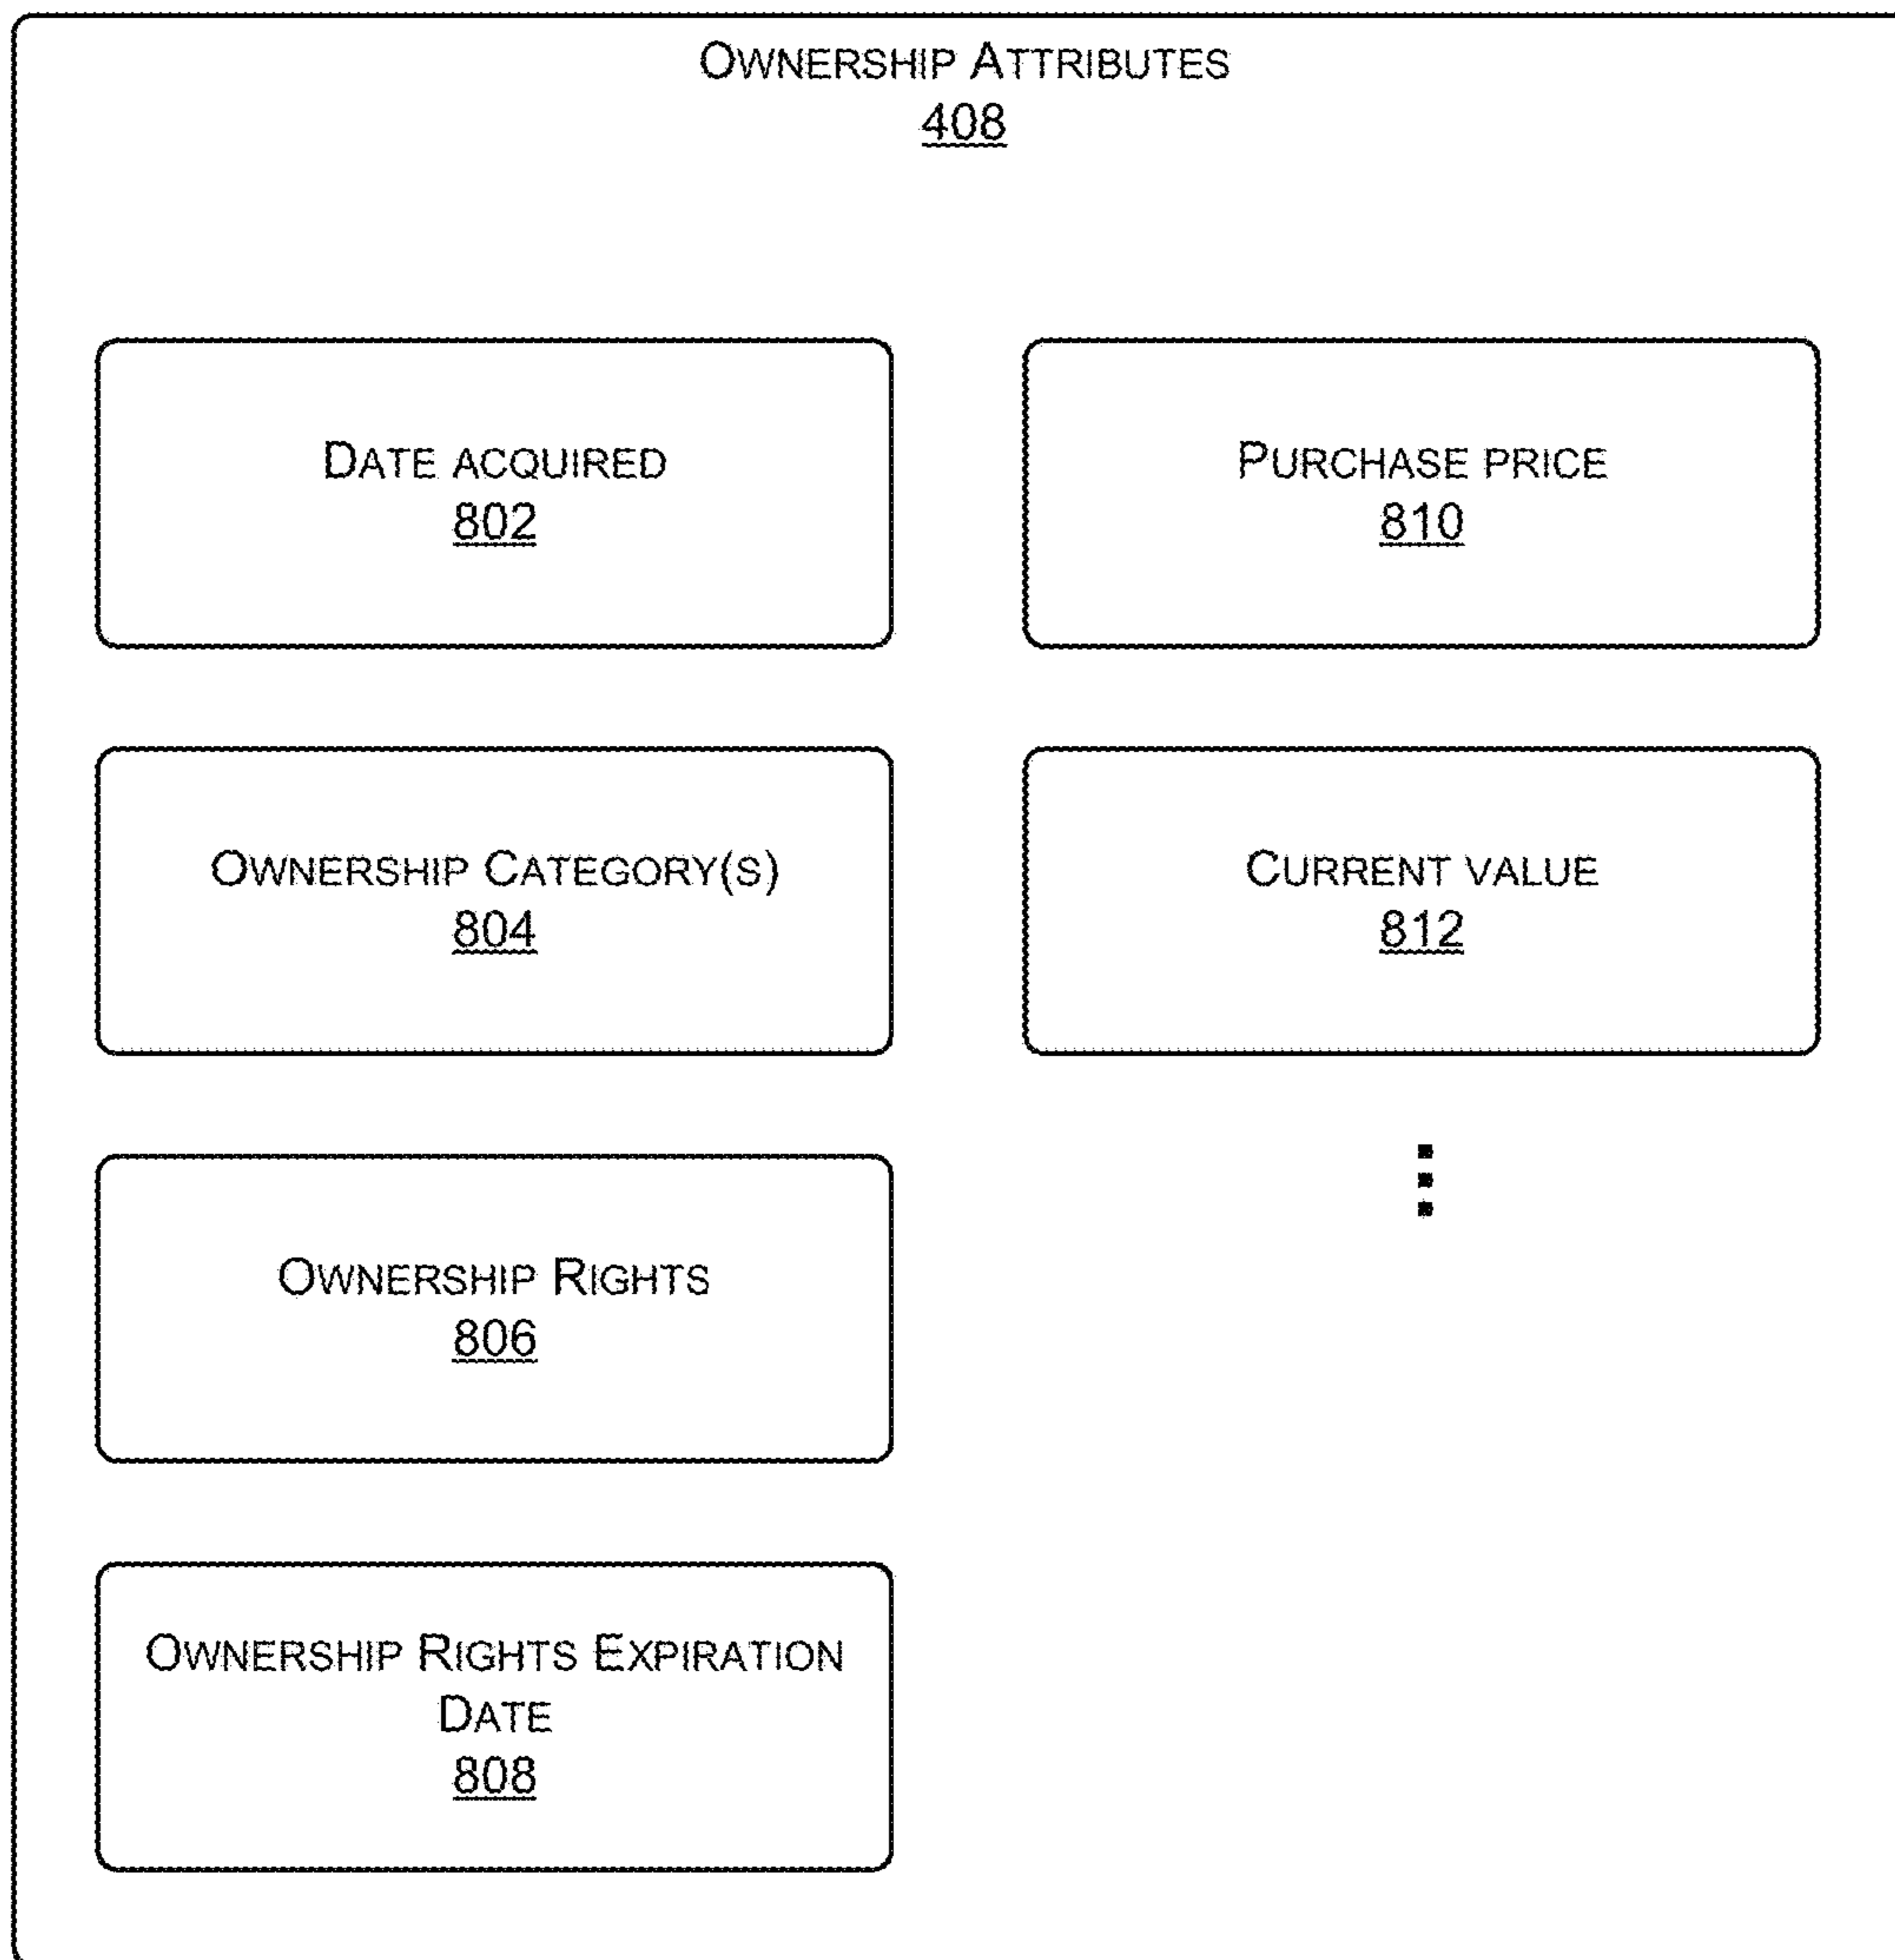 OWNERSHIP ATTRIBUTES
408
DATE ACQUIRED
802
PURCHASE PRICE
810
OWNERSHIP CATEGORY(S)
804
CURRENT VALUE
812
OWNERSHIP RIGHTS
806
OWNERSHIP RIGHTS EXPIRATION
DATE
808